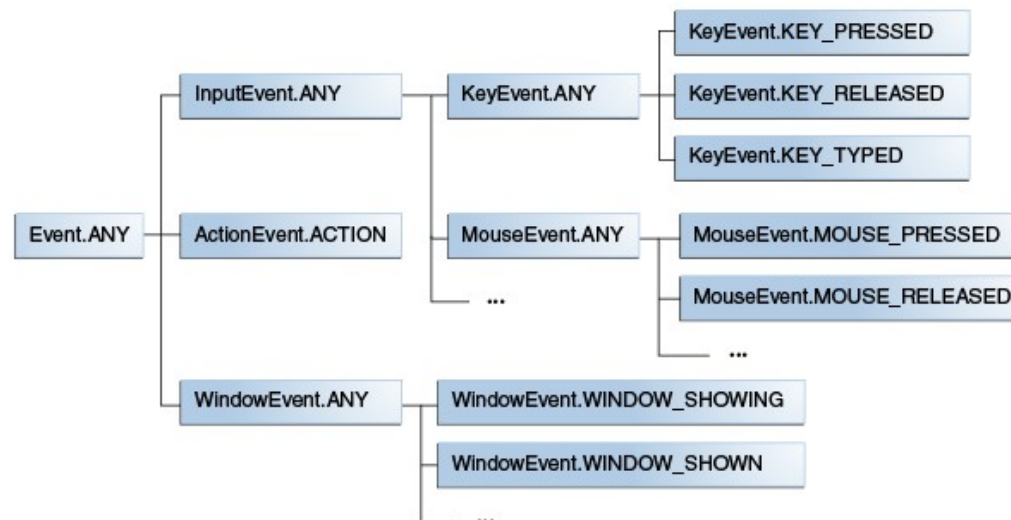 KeyEvent.KEY_PRESSED
InputEvent.ANY
KeyEvent.ANY
KeyEvent.KEY_RELEASED
KeyEvent.KEY_TYPED
Event.ANY
ActionEvent.ACTION
MouseEvent.ANY
MouseEvent.MOUSE_PRESSED
...
MouseEvent.MOUSE_RELEASED
...
WindowEvent.ANY
WindowEvent.WINDOW_SHOWING
WindowEvent.WINDOW_SHOWN
...